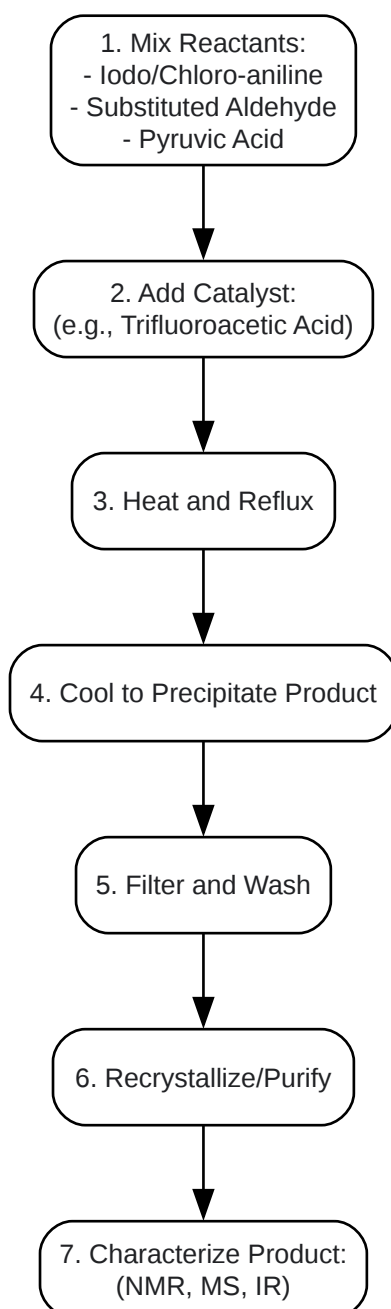 1. Mix Reactants:
- Iodo/Chloro-aniline
- Substituted Aldehyde
- Pyruvic Acid
2. Add Catalyst:
(e.g., Trifluoroacetic Acid)
3. Heat and Reflux
4. Cool to Precipitate Product
5. Filter and Wash
6. Recrystallize/Purify
7. Characterize Product:
(NMR, MS, IR)